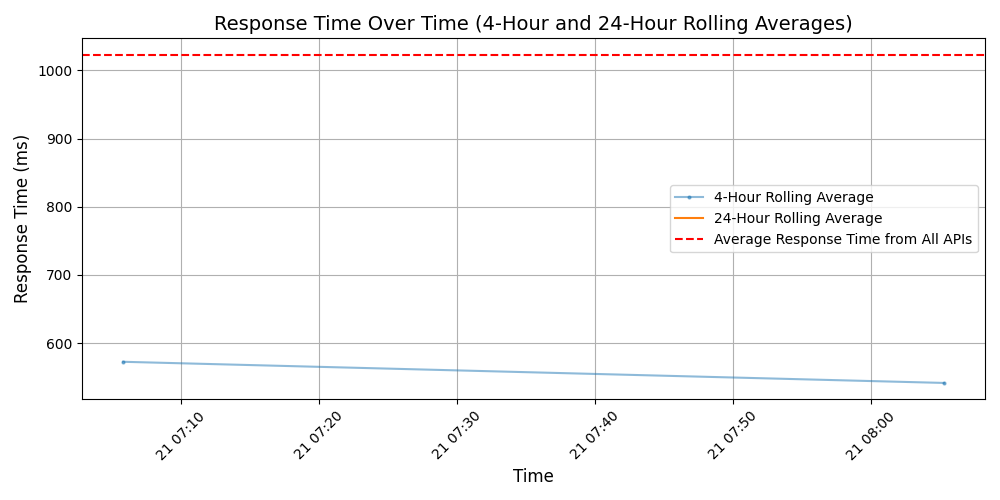 Response Time Over Time (4-Hour and 24-Hour Rolling Averages)
Response Time (ms)
1000
900
800
700
600
4-Hour Rolling Average
24-Hour Rolling Average
Average Response Time from All APIs
21 07:10
21 07:20
21 07:30
21 07:40
21 07:50
21 08:00
Time